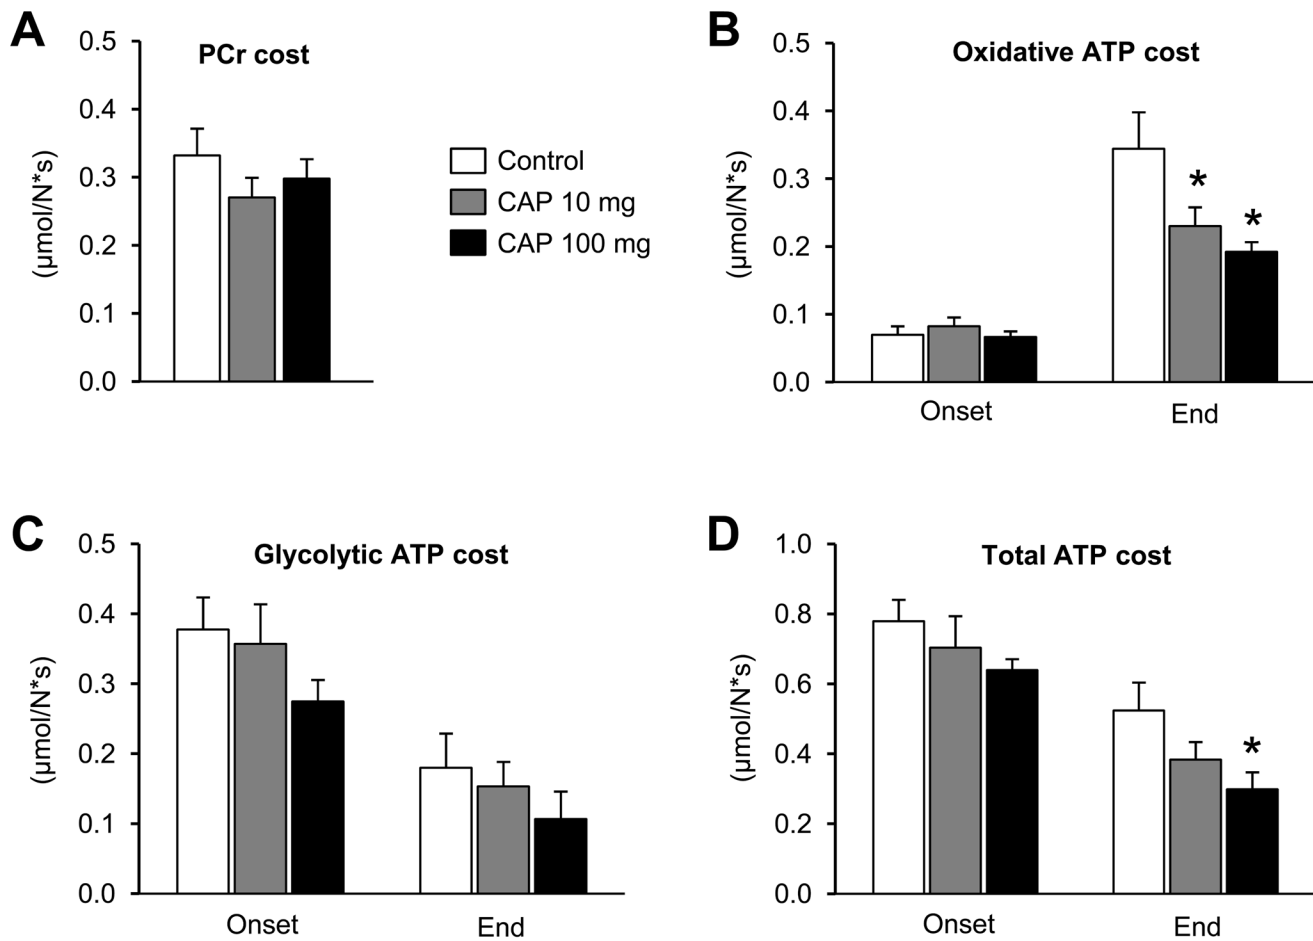 A
PCr cost
0.5
0.4
0.3
0.2
0.1
0.0
(µmol/N*s)
Control
CAP 10 mg
CAP 100 mg
B
Oxidative ATP cost
0.5
0.4
0.3
0.2
0.1
0.0
(µmol/N*s)
*
*
Onset
End
C
Glycolytic ATP cost
0.5
0.4
0.3
0.2
0.1
0.0
(µmol/N*s)
Onset
End
D
Total ATP cost
1.0
0.8
0.6
0.4
0.2
0.0
(µmol/N*s)
*
Onset
End